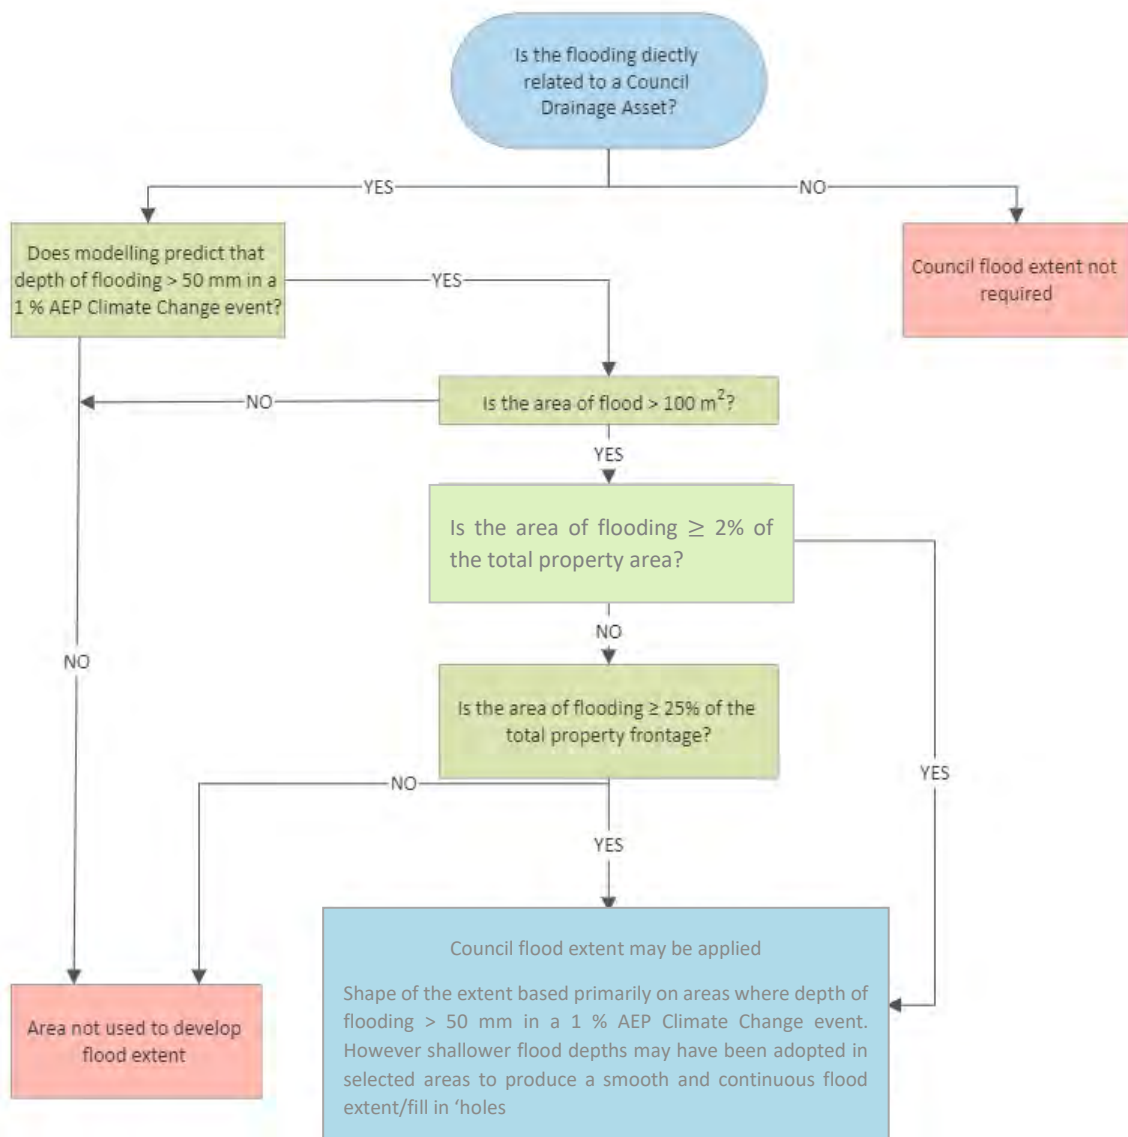 Is the flooding diectly
related to a Council
Drainage Asset?
YES
NO
Does modelling predict that
depth of flooding > 50 mm in a
1 % AEP Climate Change event?
YES
Council flood extent not
required
NO
Is the area of flood > 100 m²?
YES
Is the area of flooding ≥ 2% of
the total property area?
NO
NO
Is the area of flooding ≥ 25% of the
total property frontage?
NO
YES
YES
Council flood extent may be applied
Shape of the extent based primarily on areas where depth of
flooding > 50 mm in a 1 % AEP Climate Change event.
However shallower flood depths may have been adopted in
selected areas to produce a smooth and continuous flood
extent/fill in ‘holes
Area not used to develop
flood extent